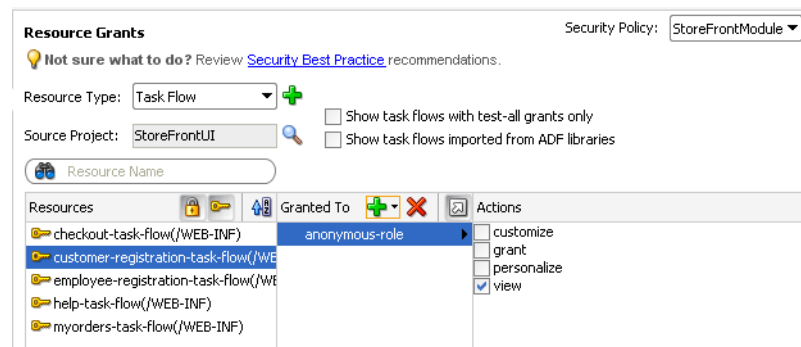 Resource Grants
Security Policy: StoreFrontModule
Not sure what to do? Review Security Best Practice recommendations.
Resource Type: Task Flow
Show task flows with test-all grants only
Source Project: StoreFrontUI
Show task flows imported from ADF libraries
Resource Name
Resources Granted To Actions
checkout-task-flow(/WEB-INF) anonymous-role customize
customer-registration-task-flow(/WE grant
employee-registration-task-flow(/WE personalize
help-task-flow(/WEB-INF) view
myorders-task-flow(/WEB-INF)